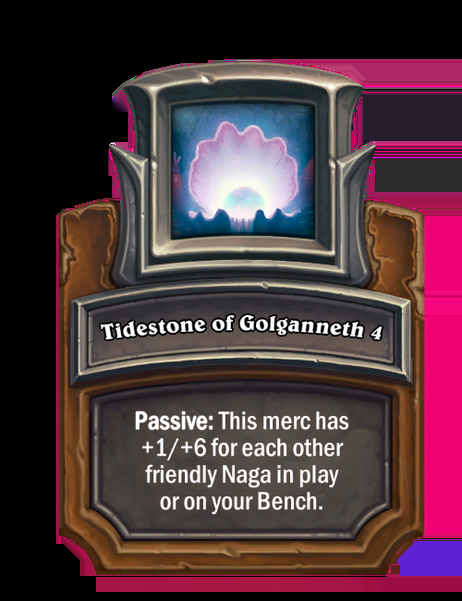 Tidestone of Golganneth 4
Passive: This merc has
+1/+6 for each other
friendly Naga in play
or on your Bench.